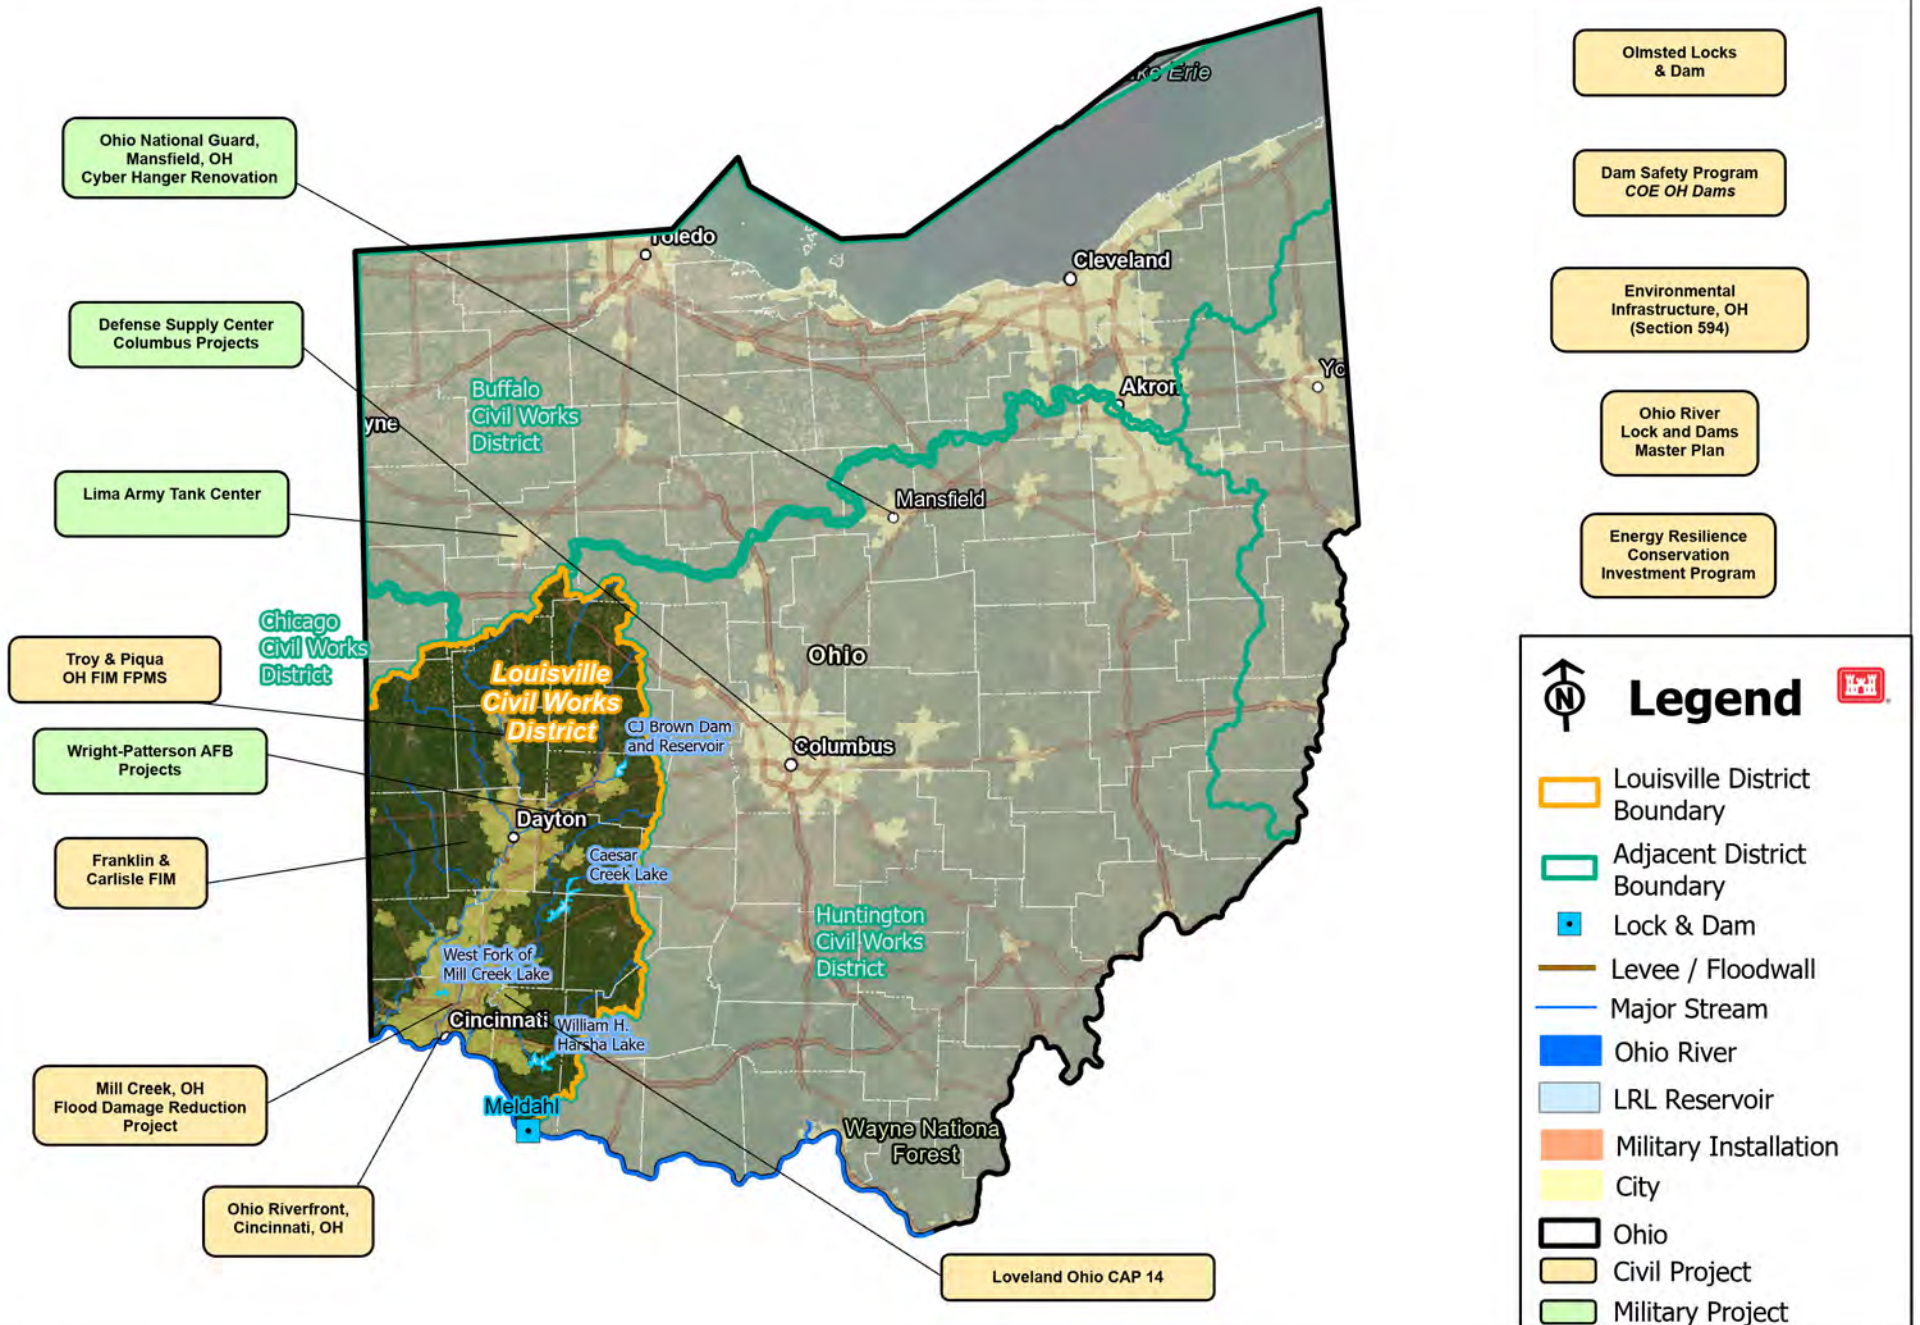 Olmsted Locks
& Dam
Dam Safety Program
COE OH Dams
Environmental
Infrastructure, OH
(Section 594)
Ohio River
Lock and Dams
Master Plan
Energy Resilience
Conservation
Investment Program
Ohio National Guard,
Mansfield, OH
Cyber Hanger Renovation
Defense Supply Center
Columbus Projects
Lima Army Tank Center
Troy & Piqua
OH FIM FPMS
Wright-Patterson AFB
Projects
Franklin &
Carlisle FIM
Mill Creek, OH
Flood Damage Reduction
Project
Ohio Riverfront,
Cincinnati, OH
Loveland Ohio CAP 14
ke Erie
Toledo
Cleveland
Akron
Yo
yne
Buffalo
Civil Works
District
Mansfield
Chicago
Civil Works
District
Ohio
Louisville
Civil Works
District
CJ Brown Dam
and Reservoir
Columbus
Dayton
Caesar
Creek Lake
Huntington
Civil Works
District
West Fork of
Mill Creek Lake
Cincinnati
William H.
Harsha Lake
Meldahl
Wayne Nationa
Forest
N
Legend
Louisville District
Boundary
Adjacent District
Boundary
Lock & Dam
Levee / Floodwall
Major Stream
Ohio River
LRL Reservoir
Military Installation
City
Ohio
Civil Project
Military Project